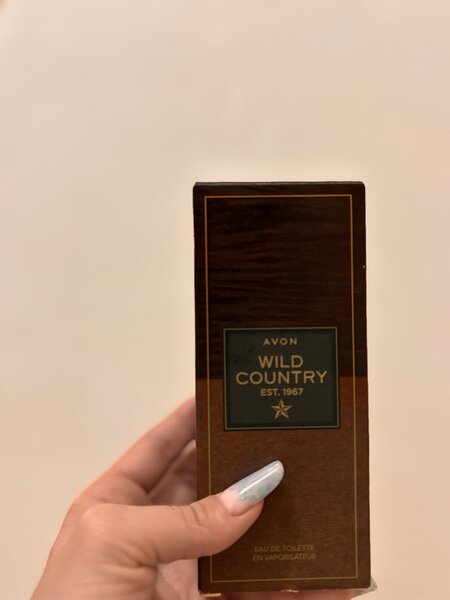 AVON
WILD
COUNTRY
EST. 1967
EAU DE TOILETTE
EN VAPORISATEUR